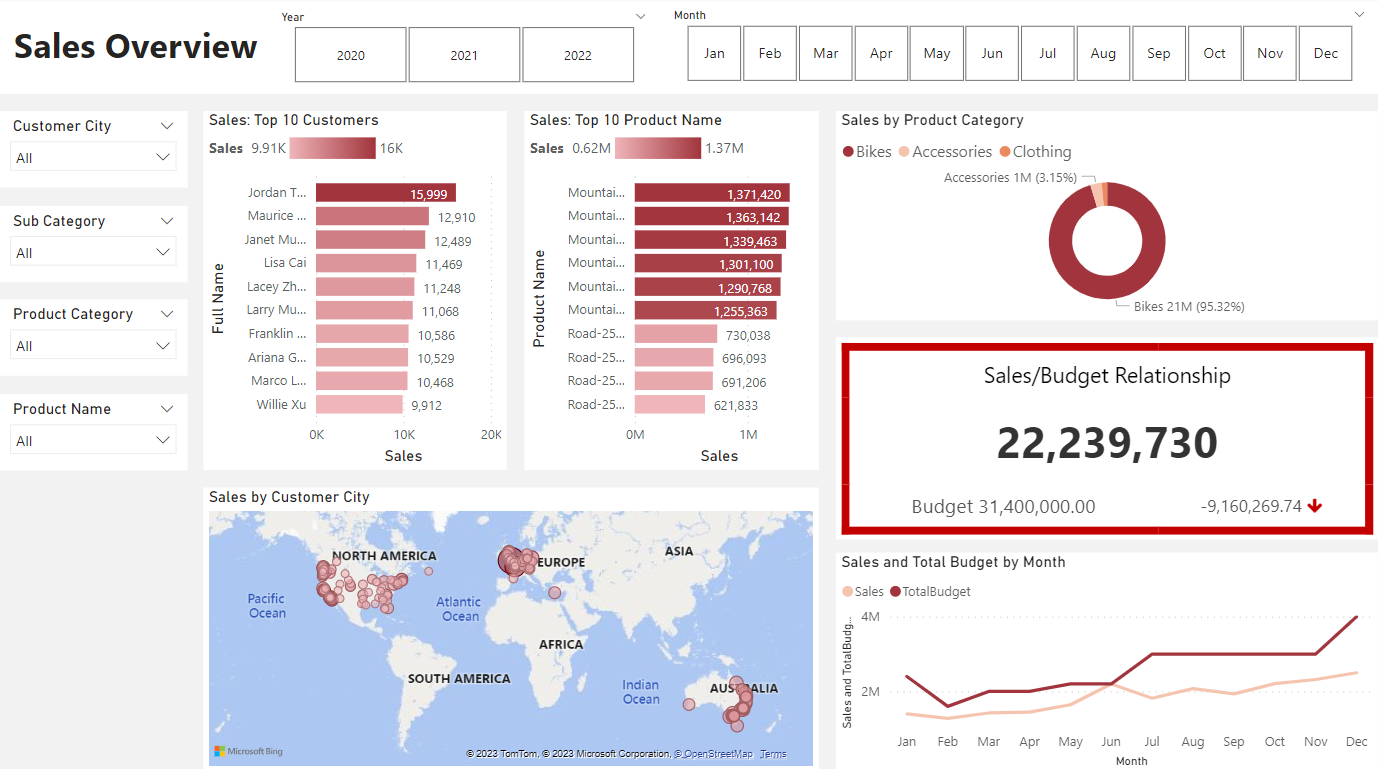 Sales Overview
Year
2020 2021 2022
Month
Jan Feb Mar Apr May Jun Jul Aug Sep Oct Nov Dec
Customer City
All
Sub Category
All
Product Category
All
Product Name
All
Sales: Top 10 Customers
Sales 9.91K 16K
Full Name
Jordan T... 15,999
Maurice ... 12,910
Janet Mu... 12,489
Lisa Cai 11,469
Lacey Zh... 11,248
Larry Mu... 11,068
Franklin ... 10,586
Ariana G... 10,529
Marco L... 10,468
Willie Xu 9,912
0K 10K 20K
Sales
Sales: Top 10 Product Name
Sales 0.62M 1.37M
Product Name
Mountai... 1,371,420
Mountai... 1,363,142
Mountai... 1,339,463
Mountai... 1,301,100
Mountai... 1,290,768
Mountai... 1,255,363
Road-25... 730,038
Road-25... 696,093
Road-25... 691,206
Road-25... 621,833
0M 1M
Sales
Sales by Product Category
Bikes Accessories Clothing
Accessories 1M (3.15%)
Bikes 21M (95.32%)
Sales/Budget Relationship
22,239,730
Budget 31,400,000.00 -9,160,269.74
Sales by Customer City
NORTH AMERICA
EUROPE
ASIA
Pacific
Ocean
Atlantic
Ocean
AFRICA
SOUTH AMERICA
Indian
Ocean
AUSTRALIA
Microsoft Bing
© 2023 TomTom, © 2023 Microsoft Corporation, © OpenStreetMap Terms
Sales and Total Budget by Month
Sales TotalBudget
Sales and TotalBudg...
4M
2M
Jan Feb Mar Apr May Jun Jul Aug Sep Oct Nov Dec
Month